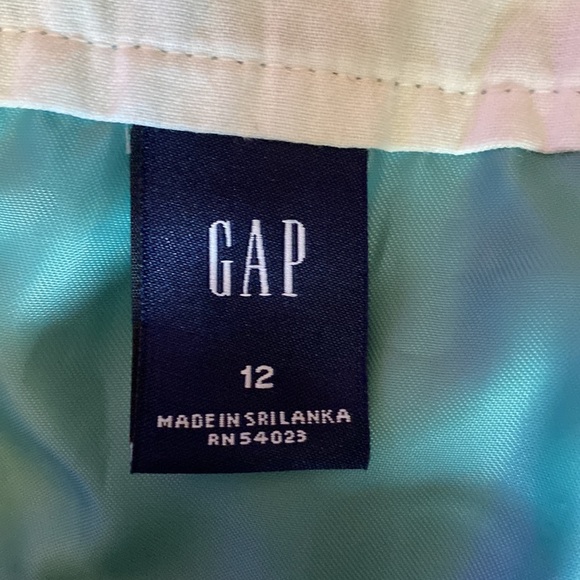 GAP
12
MADE IN SRI LANKA
RN 54023